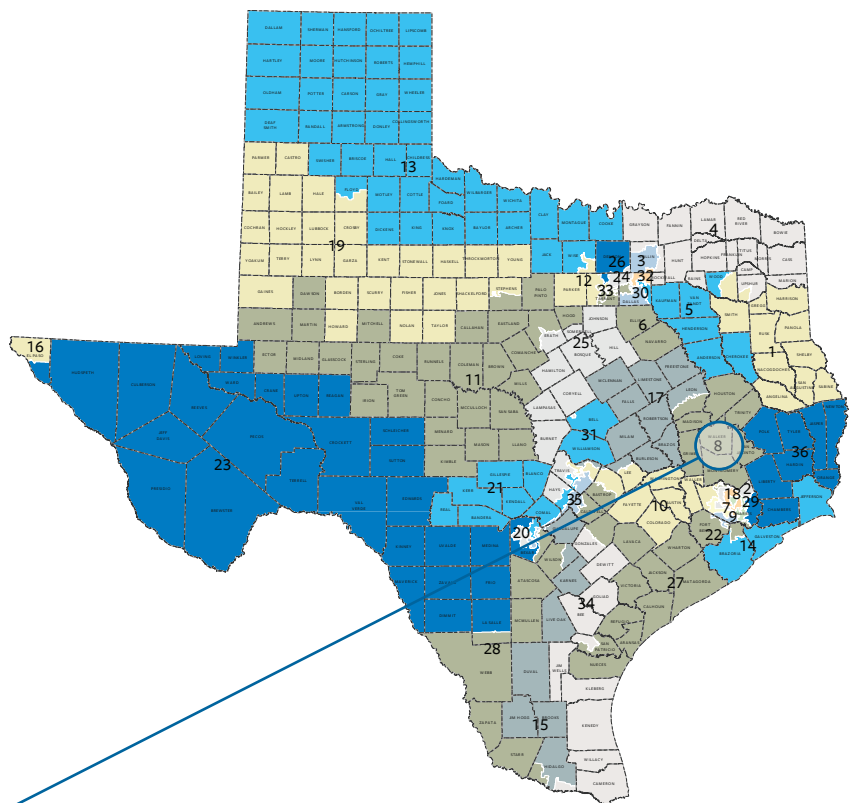 DALLAM SHERMAN HANSFORD OCHILTREE LIPSCOMB
HARTLEY MOORE HUTCHINSON ROBERTS HEMPHILL
OLDHAM POTTER CARSON GRAY WHEELER
DEAF SMITH RANDALL ARMSTRONG DONLEY COLLINGSWORTH
PARMER CASTRO SWISHER BRISCOE HALL CHILDRESS
13
BAILEY LAMB HALE FLOYD MOTLEY COTTLE HARDEMAN
FOARD WILBARGER WICHITA
COCHRAN HOCKLEY LUBBOCK CROSBY DICKENS KING KNOX BAYLOR ARCHER CLAY MONTAGUE COOKE GRAYSON FANNIN LAMAR RED RIVER BOWIE
19
4
YOAKUM TERRY LYNN GARZA KENT STONEWALL HASKELL THROCKMORTON YOUNG JACK WISE
26 3 COLLIN HUNT DELTA HOPKINS FRANKLIN TITUS MORRIS CASS
CAMP MARION UPSHUR
12 24 32 ROCKWALL RAINS WOOD
GAINES DAWSON BORDEN SCURRY FISHER JONES SHACKELFORD STEPHENS PALO PINTO PARKER TARRANT DALLAS
33 30
KAUFMAN VAN ZANDT SMITH GREGG HARRISON
5
ANDREWS MARTIN HOWARD MITCHELL NOLAN TAYLOR CALLAHAN EASTLAND ERATH HOOD SOMERVELL JOHNSON ELLIS NAVARRO HENDERSON RUSK PANOLA
6
16
EL PASO
HUDSPETH CULBERSON LOVING WINKLER ECTOR MIDLAND GLASSCOCK STERLING COKE RUNNELS COLEMAN BROWN COMANCHE
25
BOSQUE HILL FREESTONE ANDERSON CHEROKEE
1
SHELBY NACOGDOCHES
SAN AUGUSTINE SABINE ANGELINA
REEVES WARD CRANE UPTON REAGAN IRION TOM GREEN CONCHO
11
MCCULLOCH SAN SABA MILLS HAMILTON CORYELL LAMPASAS MCLENNAN LIMESTONE FALLS LEON HOUSTON TRINITY
17
JEFF DAVIS PECOS CROCKETT SCHLEICHER MENARD MASON LLANO BURNET BELL ROBERTSON MADISON WALKER POLK TYLER NEWTON
31
8
36
23
WILLIAMSON MILAM BRAZOS BURLESON HARDIN
PRESIDIO BREWSTER TERRELL SUTTON KIMBLE GILLESPIE BLANCO TRAVIS HAYS LEE LIBERTY
21
35
10
18 2
7 29
9
KERR KENDALL BANDERA REAL COMAL BASTROP FAYETTE AUSTIN COLORADO WALLER CHAMBERS JEFFERSON
20
22
14
GONZALES LAVACA WHARTON FORT BEND BRAZORIA GALVESTON
KINNEY UVALDE MEDINA WILSON DEWITT JACKSON MATAGORDA
27
FRIO ATASCOSA KARNES VICTORIA
GOLIAD CALHOUN
34
BEE REFUGIO
DIMMIT LA SALLE MCMULLEN LIVE OAK ARANSAS
SAN PATRICIO
28
WEBB DUVAL JIM WELLS NUECES
KLEBERG
ZAPATA JIM HOGG BROOKS KENEDY
15
STARR HIDALGO WILLACY
CAMERON